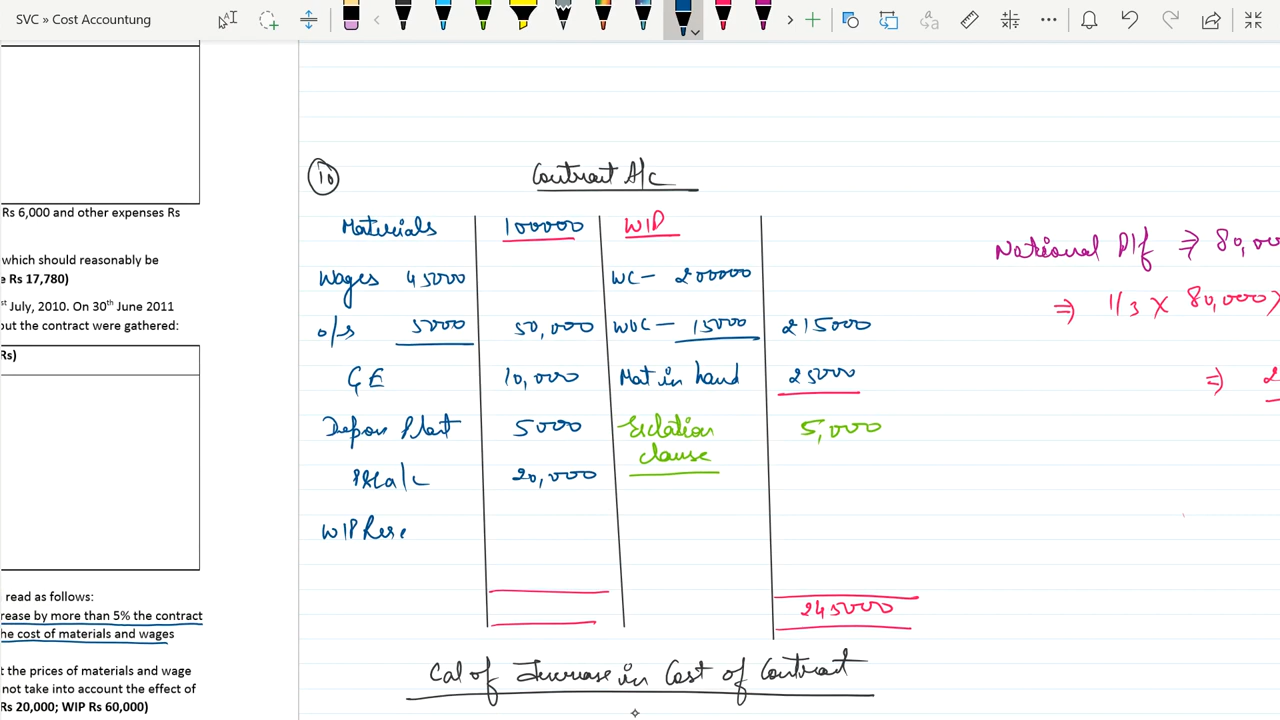 SVC » Cost Accountung
Rs 6,000 and other expenses Rs
which should reasonably be
e Rs 17,780)
st July, 2010. On 30th June 2011
out the contract were gathered:
Rs)
read as follows:
rease by more than 5% the contract
he cost of materials and wages
t the prices of materials and wage
not take into account the effect of
Rs 20,000; WIP Rs 60,000)
10 Contract A/c
Materials 100000 WIP
Wages 45000 WC - 200000
o/s 5000 50,000 WUC - 15000 215000
GE 10,000 Mat in hand 25000
Depon Plant 5000 Esclation 5,000
clause
P&L a/c 20,000
WIP Rese
245000
Cal of Increase in Cost of Contract
Notional Plf ⇒ 80,00
⇒ 1/3 x 80,000 x
⇒ 2